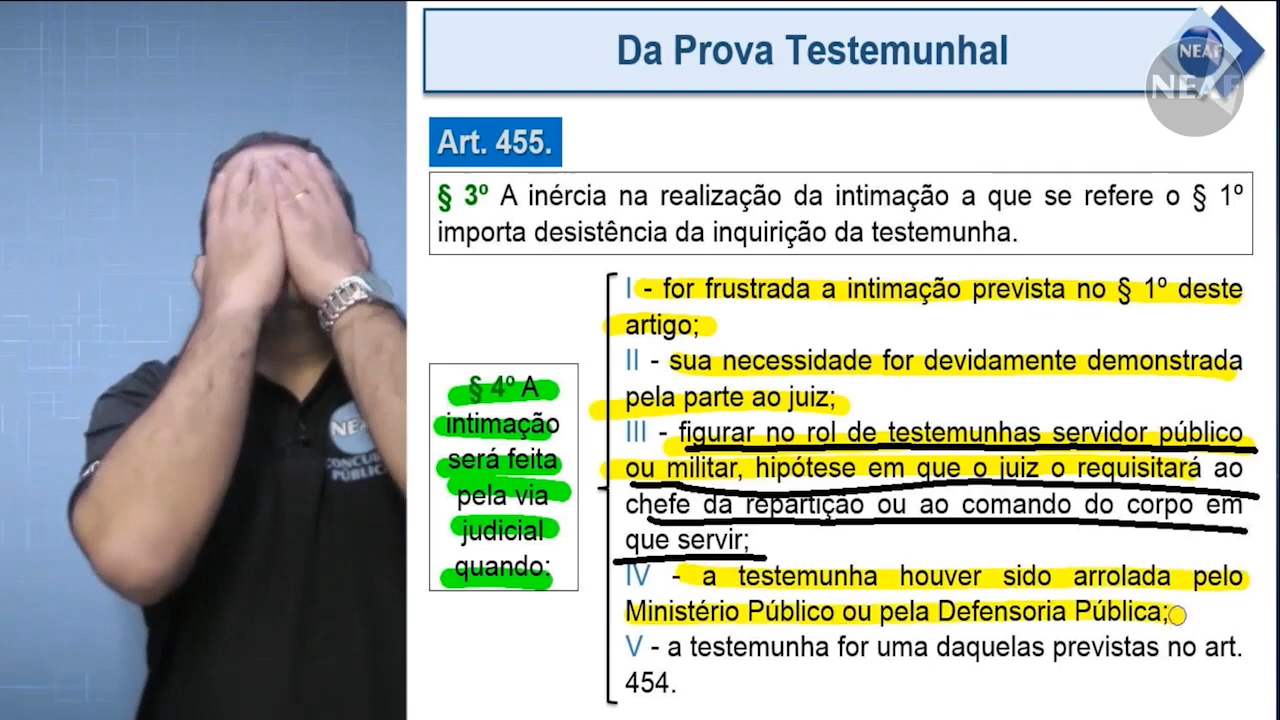 Da Prova Testemunhal
NEAF
NEAF
Art. 455.
§ 3º A inércia na realização da intimação a que se refere o § 1º
importa desistência da inquirição da testemunha.
§ 4º A
intimação
será feita
pela via
judicial
quando:
I - for frustrada a intimação prevista no § 1º deste
artigo;
II - sua necessidade for devidamente demonstrada
pela parte ao juiz;
III - figurar no rol de testemunhas servidor público
ou militar, hipótese em que o juiz o requisitará ao
chefe da repartição ou ao comando do corpo em
que servir;
IV - a testemunha houver sido arrolada pelo
Ministério Público ou pela Defensoria Pública;
V - a testemunha for uma daquelas previstas no art.
454.